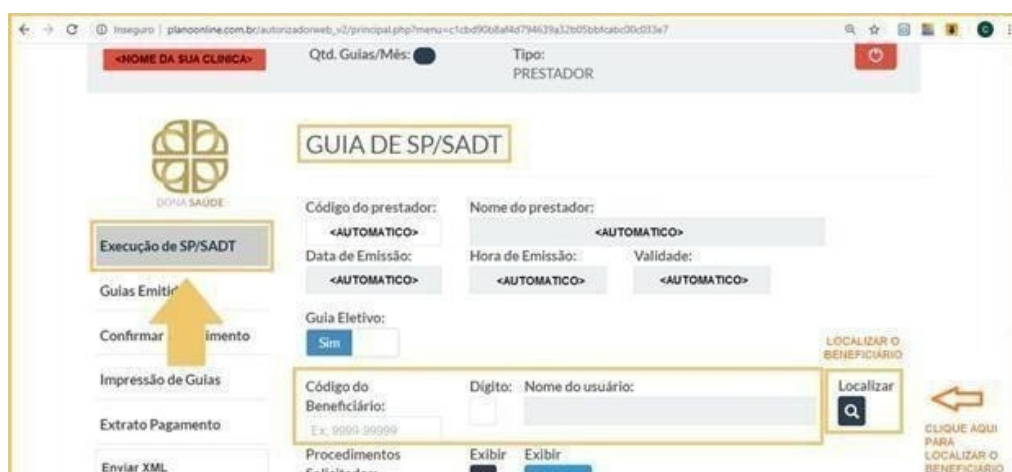 Inseguro | planoonline.com.br/autorizadorweb_v2/principal.php?menu=
<NOME DA SUA CLINICA>
Qtd. Guias/Mês:
Tipo:
PRESTADOR
DONA SAÚDE
GUIA DE SP/SADT
Código do prestador:
Nome do prestador:
<AUTOMATICO>
<AUTOMATICO>
Execução de SP/SADT
Data de Emissão:
Hora de Emissão:
Validade:
<AUTOMATICO>
<AUTOMATICO>
<AUTOMATICO>
Guias
Guia Eletivo:
Sim
Confirmar
LOCALIZAR O
BENEFICIÁRIO
Impressão de Guias
Código do
Beneficiário:
Dígito:
Nome do usuário:
Localizar
Ex: 9999-99999
Extrato Pagamento
CLIQUE AQUI
PARA
LOCALIZAR O
BENEFICIÁRIO
Enviar XML
Procedimentos
Exibir
Exibir